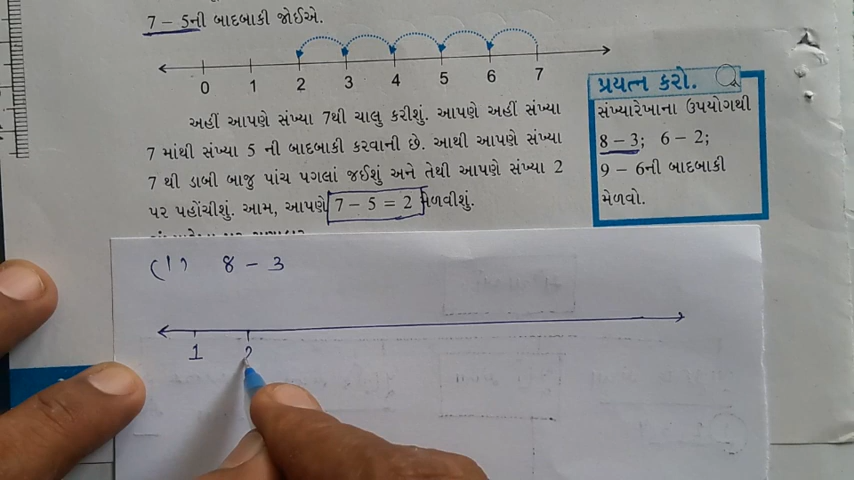 7 – 5ની બાદબાકી જોઈએ.
0 1 2 3 4 5 6 7
અહીં આપણે સંખ્યા 7થી ચાલુ કરીશું. આપણે અહીં સંખ્યા
7 માંથી સંખ્યા 5 ની બાદબાકી કરવાની છે. આથી આપણે સંખ્યા
7 થી ડાબી બાજુ પાંચ પગલાં જઈશું અને તેથી આપણે સંખ્યા 2
પર પહોંચીશું. આમ, આપણે 7 – 5 = 2 મેળવીશું.
પ્રયત્ન કરો.
સંખ્યારેખાના ઉપયોગથી
8 – 3; 6 – 2;
9 – 6ની બાદબાકી
મેળવો.
(1) 8 – 3
1 2